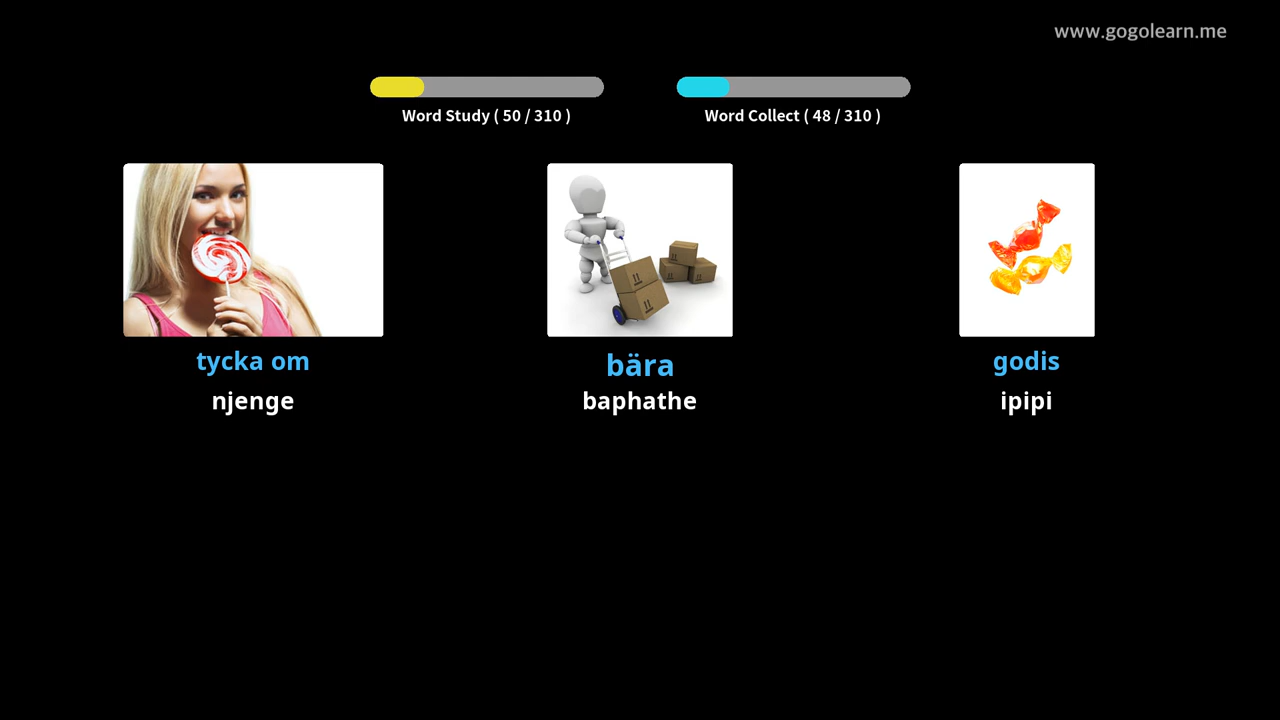 www.gogolearn.me
Word Study ( 50 / 310 )
Word Collect ( 48 / 310 )
tycka om
njenge
bära
baphathe
godis
ipipi